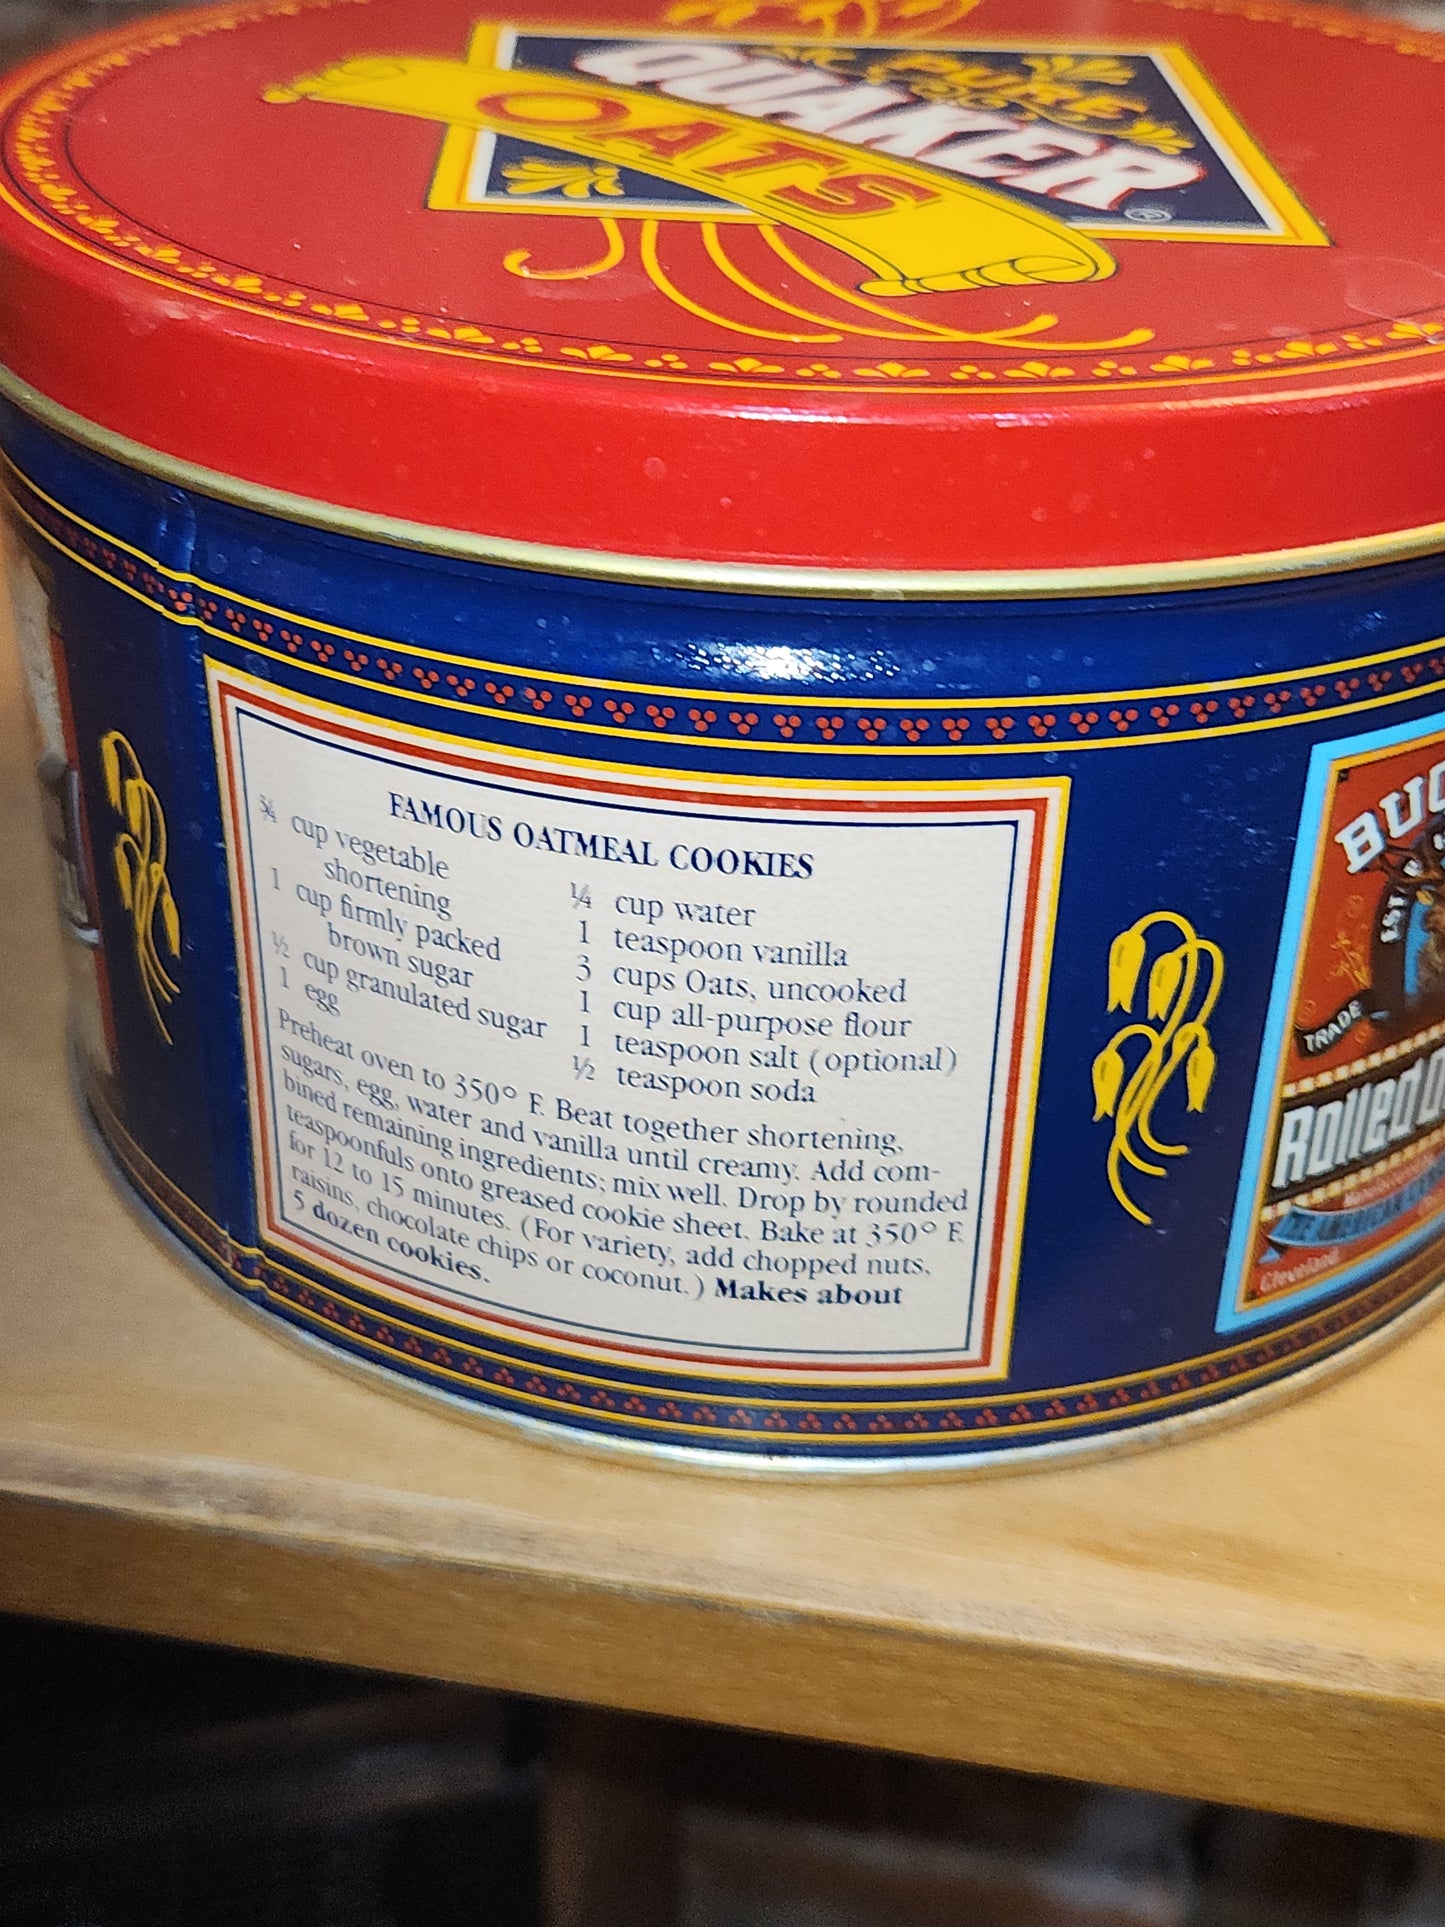 PURE
QUAKER®
OATS
FAMOUS OATMEAL COOKIES
¾ cup vegetable
shortening
1 cup firmly packed
brown sugar
½ cup granulated sugar
1 egg
¼ cup water
1 teaspoon vanilla
3 cups Oats, uncooked
1 cup all-purpose flour
1 teaspoon salt (optional)
½ teaspoon soda
Preheat oven to 350° F. Beat together shortening,
sugars, egg, water and vanilla until creamy. Add com-
bined remaining ingredients; mix well. Drop by rounded
teaspoonfuls onto greased cookie sheet. Bake at 350° F.
for 12 to 15 minutes. (For variety, add chopped nuts,
raisins, chocolate chips or coconut.) Makes about
5 dozen cookies.
EST
TRADE
Rolled
THE AMERICAN
Cleveland